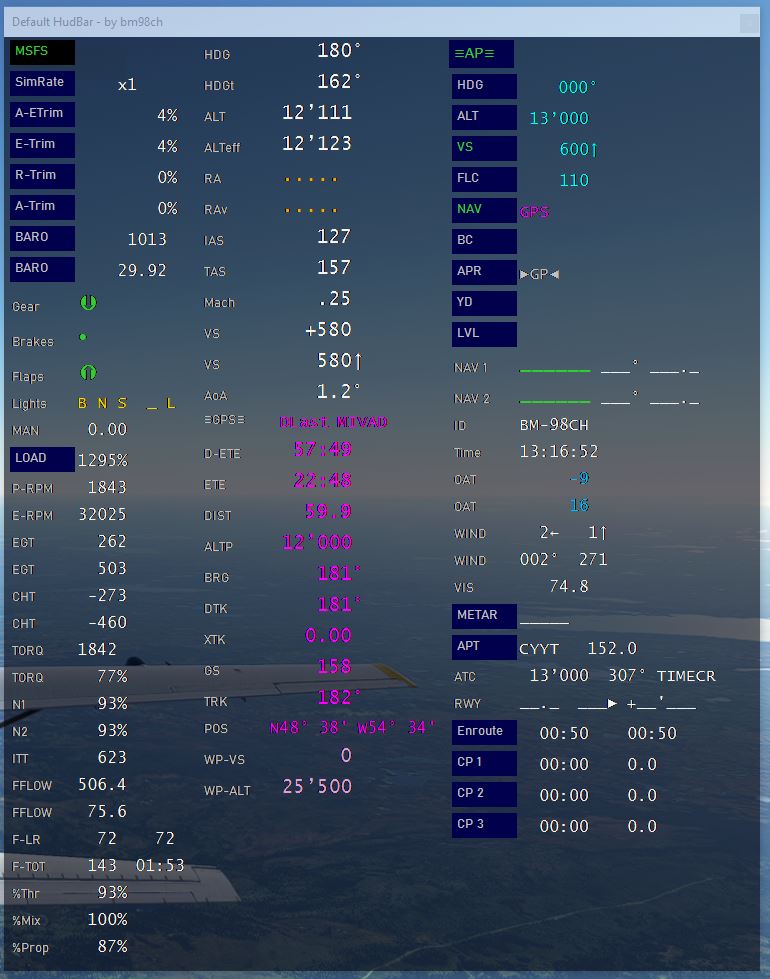 Default HudBar - by bm98ch
MSFS
SimRate x1
A-ETrim 4%
E-Trim 4%
R-Trim 0%
A-Trim 0%
BARO 1013
BARO 29.92
Gear
Brakes
Flaps
Lights B N S _ L
MAN 0.00
LOAD 1295%
P-RPM 1843
E-RPM 32025
EGT 262
EGT 503
CHT -273
CHT -460
TORQ 1842
TORQ 77%
N1 93%
N2 93%
ITT 623
FFLOW 506.4
FFLOW 75.6
F-LR 72 72
F-TOT 143 01:53
%Thr 93%
%Mix 100%
%Prop 87%
HDG 180°
HDGt 162°
ALT 12'111
ALTeff 12'123
RA .....
RAv .....
IAS 127
TAS 157
Mach .25
VS +580
VS 580↑
AoA 1.2°
≡GPS≡ MIVAD
D-ETE 57:49
ETE 22:48
DIST 59.9
ALTP 12'000
BRG 181°
DTK 181°
XTK 0.00
GS 158
TRK 182°
POS N48° 38' W54° 34'
WP-VS 0
WP-ALT 25'500
≡AP≡
HDG 000°
ALT 13'000
VS 600↑
FLC 110
NAV GPS
BC
APR ►GP◄
YD
LVL
NAV 1 ______ ___° ___._
NAV 2 ______ ___° ___._
ID BM-98CH
Time 13:16:52
OAT -9
OAT 16
WIND 2← 1↑
WIND 002° 271
VIS 74.8
METAR _____
APT CYYT 152.0
ATC 13'000 307° TIMECR
RWY __._ ___► +__'___
Enroute 00:50 00:50
CP 1 00:00 0.0
CP 2 00:00 0.0
CP 3 00:00 0.0